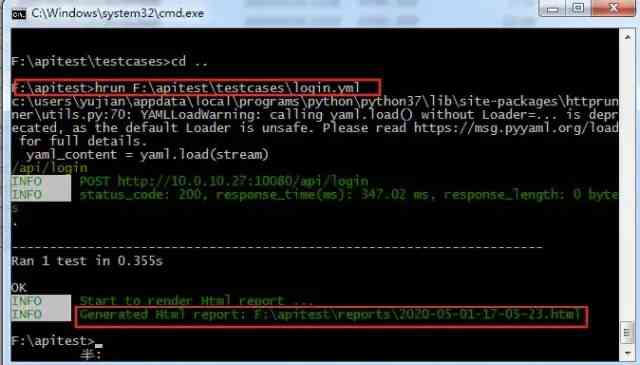 C:\Windows\system32\cmd.exe
F:\apitest\testcases>cd ..
F:\apitest>hrun F:\apitest\testcases\login.yml
c:\users\yujian\appdata\local\programs\python\python37\lib\site-packages\httprun
ner\utils.py:70: YAMLLoadWarning: calling yaml.load() without Loader=... is depr
ecated, as the default Loader is unsafe. Please read https://msg.pyyaml.org/load
for full details.
yaml_content = yaml.load(stream)
/api/login
INFO POST http://10.0.10.27:10080/api/login
INFO status_code: 200, response_time(ms): 347.02 ms, response_length: 0 byte
s
.
----------------------------------------------------------------------
Ran 1 test in 0.355s
OK
INFO Start to render Html report ...
INFO Generated Html report: F:\apitest\reports\2020-05-01-17-05-23.html
F:\apitest>_
半: